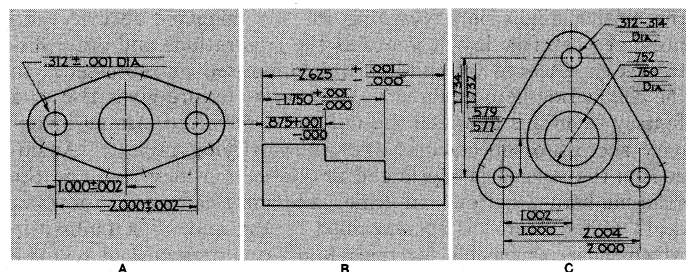 .312 ± .001 DIA.
1.000±.002
2.000±.002
A
2.625 + .001
- .000
1.750 +.001
-.000
.875+.001
-.000
B
.312-.314
DIA.
.752
.750
DIA.
1.734
1.732
.579
.577
1.002
1.000
2.004
2.000
C